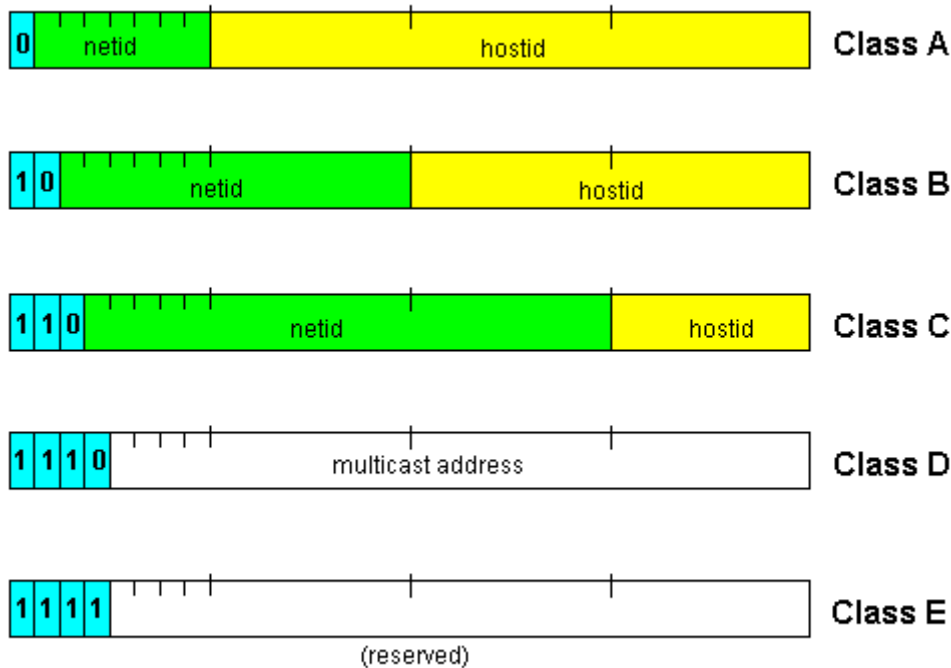 0 netid hostid Class A
1 0 netid hostid Class B
1 1 0 netid hostid Class C
1 1 1 0 multicast address Class D
1 1 1 1 Class E
(reserved)